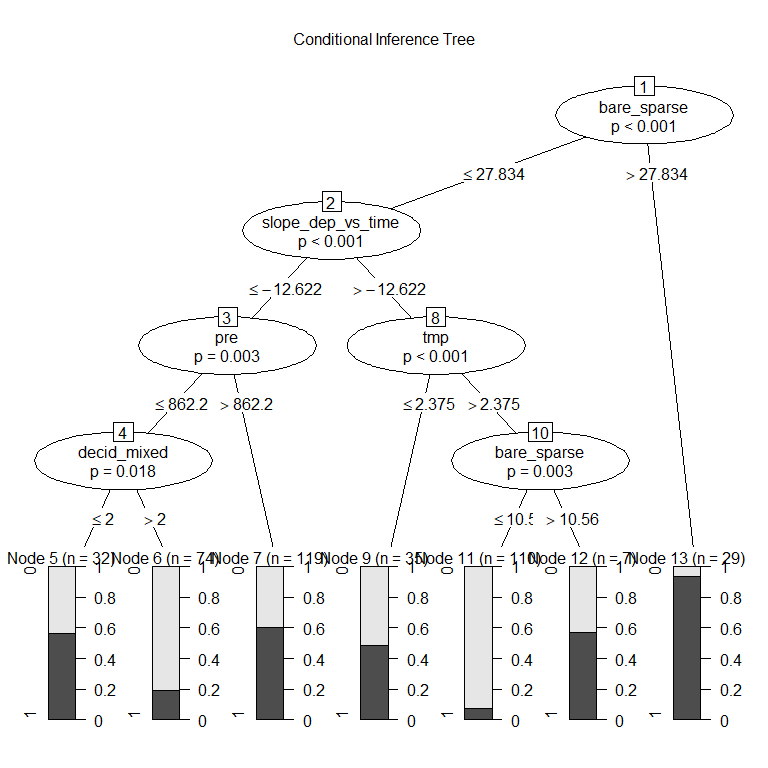 Conditional Inference Tree
1
bare_sparse
p < 0.001
≤ 27.834
> 27.834
2
slope_dep_vs_time
p < 0.001
≤ −12.622
> −12.622
3
pre
p = 0.003
8
tmp
p < 0.001
≤ 862.2
> 862.2
≤ 2.375
> 2.375
4
decid_mixed
p = 0.018
10
bare_sparse
p = 0.003
≤ 2
> 2
≤ 10.5
> 10.56
Node 5 (n = 32)
Node 6 (n = 74)
Node 7 (n = 119)
Node 9 (n = 35)
Node 11 (n = 110)
Node 12 (n = 7)
Node 13 (n = 29)
0 1 0 1 0 1 0 1 0 1 0 1 0 1
0.8 0.8 0.8 0.8 0.8 0.8 0.8
0.6 0.6 0.6 0.6 0.6 0.6 0.6
0.4 0.4 0.4 0.4 0.4 0.4 0.4
0.2 0.2 0.2 0.2 0.2 0.2 0.2
1 0 1 0 1 0 1 0 1 0 1 0 1 0